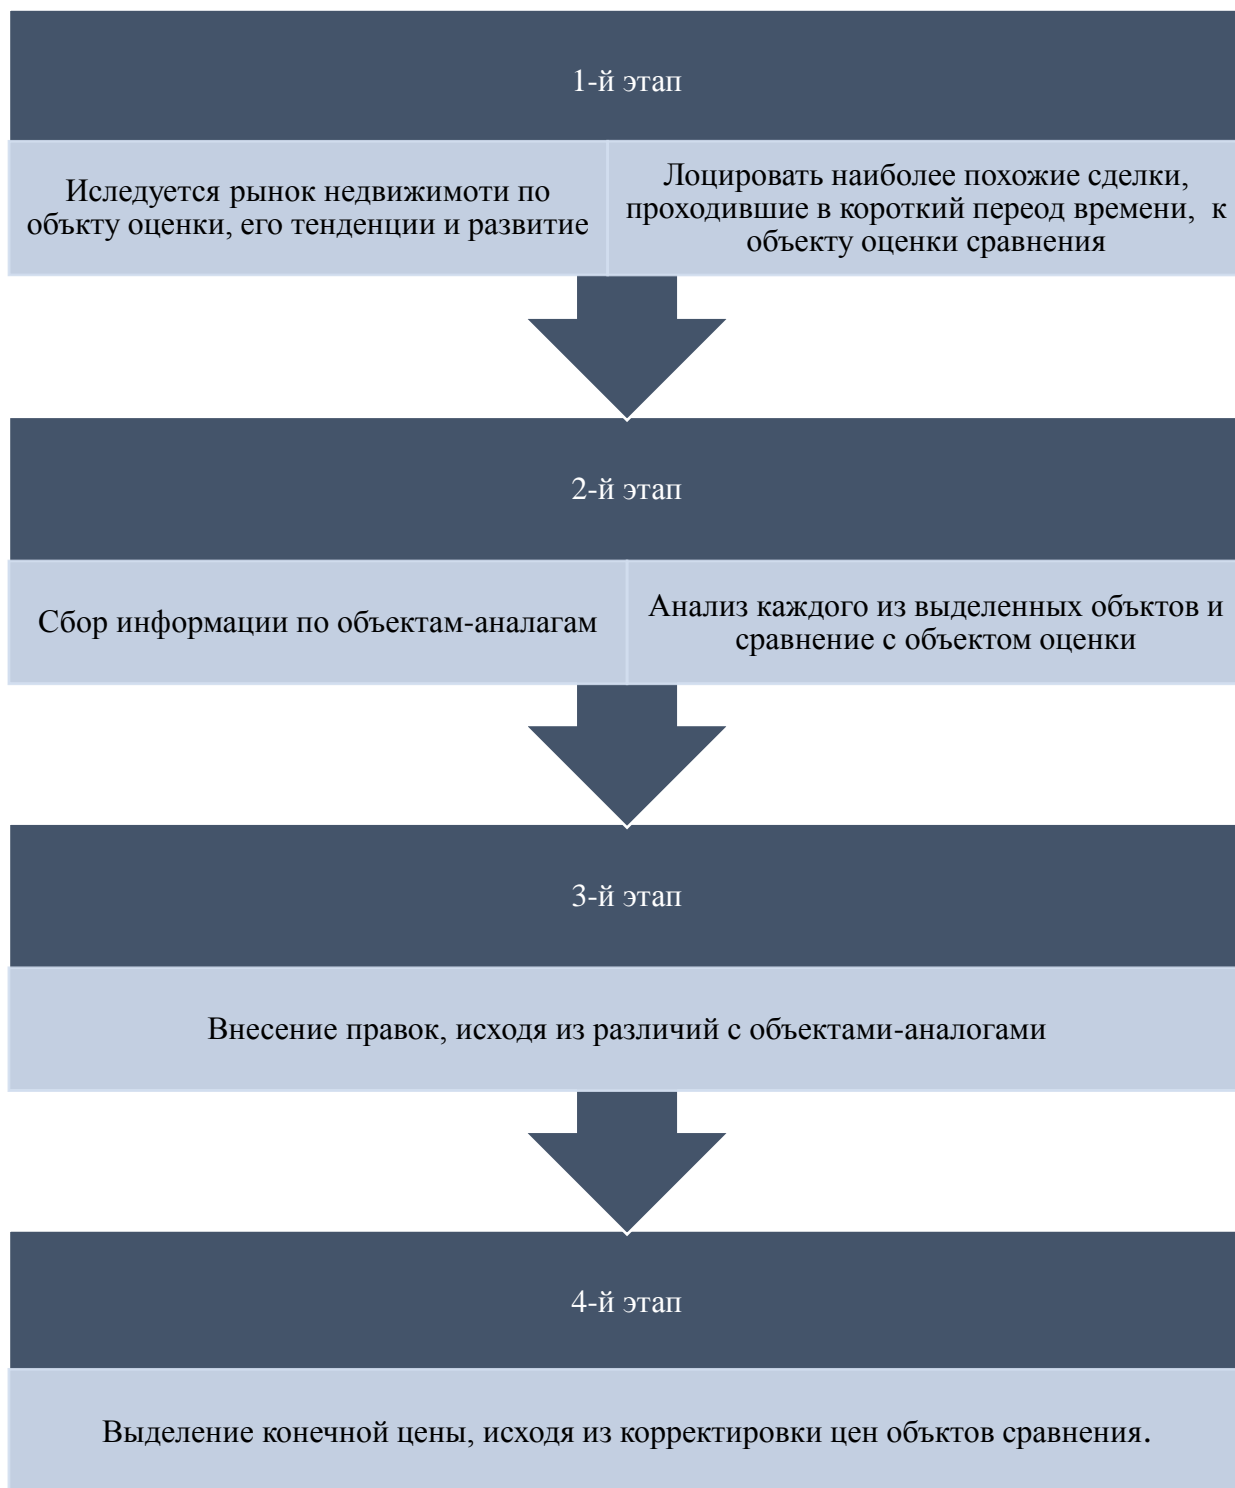 1-й этап
Иследуется рынок недвижимоти по
объкту оценки, его тенденции и развитие
Лоцировать наиболее похожие сделки,
проходившие в короткий переод времени,  к
объекту оценки сравнения
2-й этап
Сбор информации по объектам-аналагам
Анализ каждого из выделенных объктов и
сравнение с объектом оценки
3-й этап
Внесение правок, исходя из различий с объектами-аналогами
4-й этап
Выделение конечной цены, исходя из корректировки цен объктов сравнения.